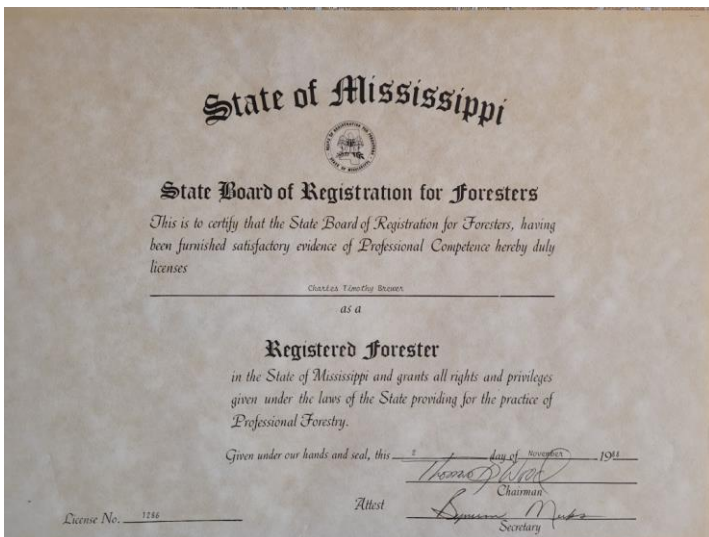 State of Mississippi
State Board of Registration for Foresters
This is to certify that the State Board of Registration for Foresters, having
been furnished satisfactory evidence of Professional Competence hereby duly
licenses
Charles Timothy Brewer
as a
Registered Forester
in the State of Mississippi and grants all rights and privileges
given under the laws of the State providing for the practice of
Professional Forestry.
Given under our hands and seal, this day of November 19
Chairman
Attest
License No. 1286
Secretary